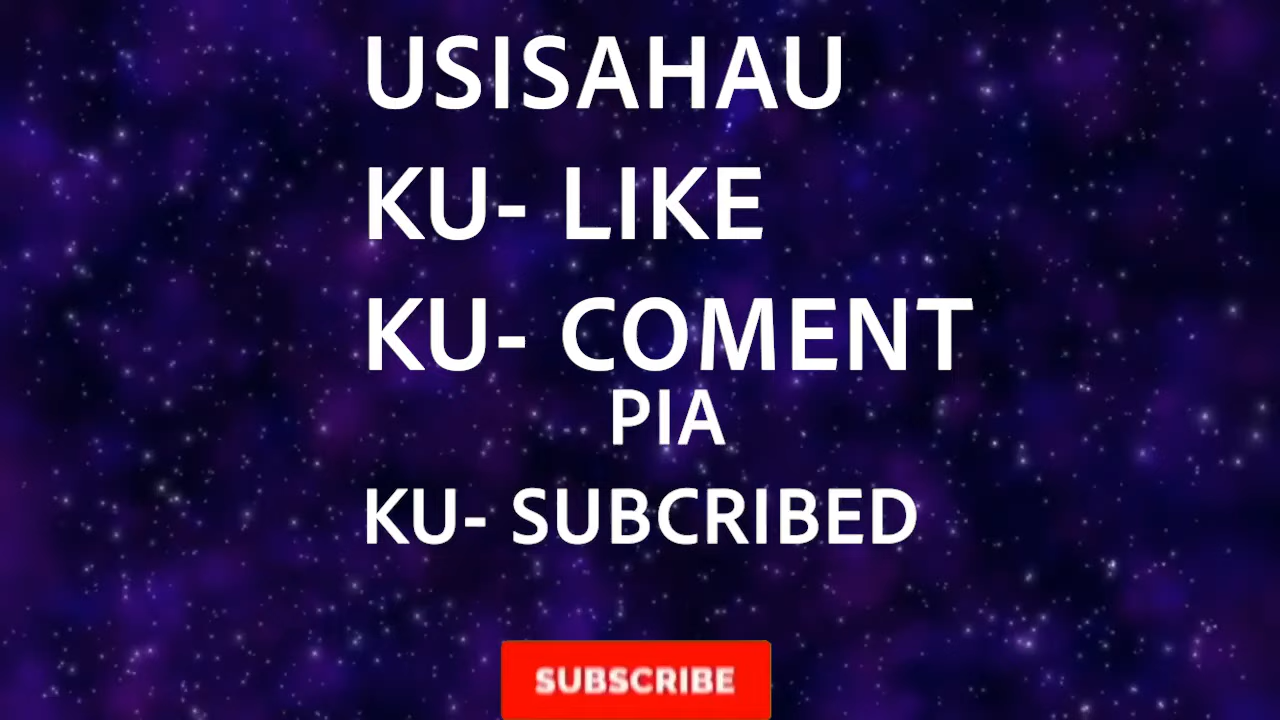 USISAHAU
KU- LIKE
KU- COMENT
PIA
KU- SUBCRIBED
SUBSCRIBE